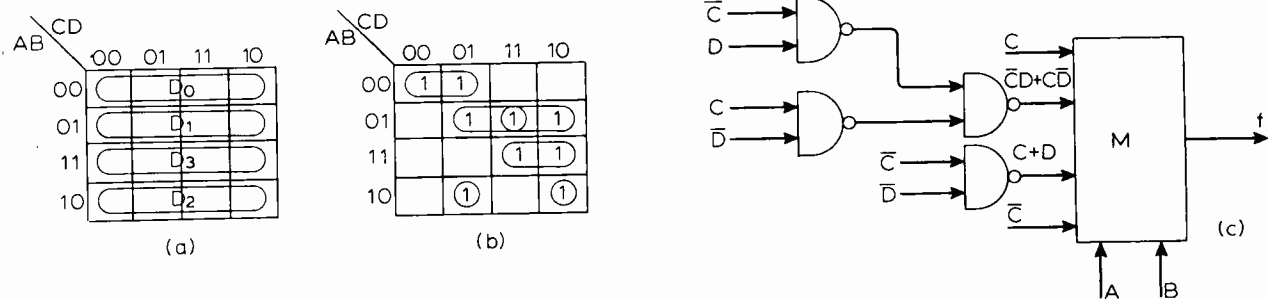 CD
AB
00 01 11 10
00 D0
01 D1
11 D3
10 D2
(a)
CD
AB
00 01 11 10
00 1 1
01 1 1 1
11 1 1
10 1 1
(b)
C̅
D
C
D̅
C̅
D̅
C
C̅D+CD̅
C+D
C̅
M
f
A
B
(c)